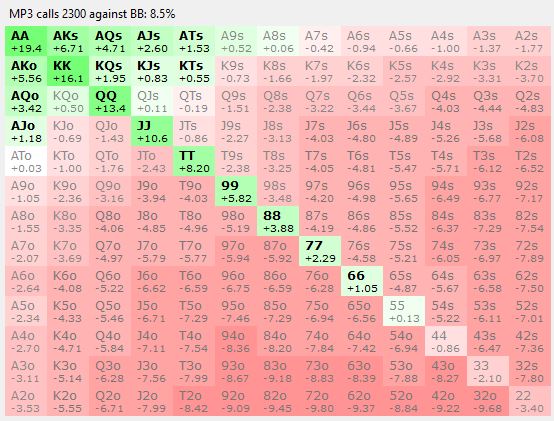 MP3 calls 2300 against BB: 8.5%
AA AKs AQs AJs ATs A9s A8s A7s A6s A5s A4s A3s A2s
+19.4 +6.71 +4.71 +2.60 +1.53 +0.52 +0.06 -0.42 -0.94 -0.66 -1.00 -1.37 -1.77
AKo KK KQs KJs KTs K9s K8s K7s K6s K5s K4s K3s K2s
+5.56 +16.1 +1.95 +0.83 +0.55 -0.73 -1.66 -1.97 -2.32 -2.57 -2.92 -3.31 -3.70
AQo KQo QQ QJs QTs Q9s Q8s Q7s Q6s Q5s Q4s Q3s Q2s
+3.42 +0.50 +13.4 +0.11 -0.19 -1.51 -2.38 -3.22 -3.44 -3.67 -4.03 -4.44 -4.83
AJo KJo QJo JJ JTs J9s J8s J7s J6s J5s J4s J3s J2s
+1.18 -0.69 -1.43 +10.6 -0.86 -2.27 -3.13 -4.03 -4.80 -4.89 -5.26 -5.68 -6.08
ATo KTo QTo JTo TT T9s T8s T7s T6s T5s T4s T3s T2s
+0.03 -1.00 -1.76 -2.43 +8.20 -2.38 -3.25 -4.05 -4.81 -5.47 -5.71 -6.12 -6.52
A9o K9o Q9o J9o T9o 99 98s 97s 96s 95s 94s 93s 92s
-1.05 -2.36 -3.16 -3.94 -4.03 +5.82 -3.48 -4.20 -4.98 -5.65 -6.49 -6.77 -7.17
A8o K8o Q8o J8o T8o 98o 88 87s 86s 85s 84s 83s 82s
-1.55 -3.35 -4.06 -4.85 -4.96 -5.19 +3.88 -4.19 -4.86 -5.52 -6.37 -7.29 -7.54
A7o K7o Q7o J7o T7o 97o 87o 77 76s 75s 74s 73s 72s
-2.07 -3.69 -4.97 -5.79 -5.77 -5.94 -5.92 +2.29 -4.58 -5.21 -6.05 -6.97 -7.89
A6o K6o Q6o J6o T6o 96o 86o 76o 66 65s 64s 63s 62s
-2.64 -4.08 -5.22 -6.62 -6.59 -6.75 -6.59 -6.28 +1.05 -4.87 -5.67 -6.58 -7.50
A5o K5o Q5o J5o T5o 95o 85o 75o 65o 55 54s 53s 52s
-2.34 -4.33 -5.46 -6.71 -7.29 -7.46 -7.29 -6.94 -6.56 +0.13 -5.22 -6.11 -7.01
A4o K4o Q4o J4o T4o 94o 84o 74o 64o 54o 44 43s 42s
-2.70 -4.71 -5.84 -7.11 -7.54 -8.36 -8.20 -7.84 -7.42 -6.94 -0.86 -6.47 -7.36
A3o K3o Q3o J3o T3o 93o 83o 73o 63o 53o 43o 33 32s
-3.11 -5.14 -6.28 -7.56 -7.99 -8.67 -9.18 -8.83 -8.39 -7.88 -8.27 -2.10 -7.80
A2o K2o Q2o J2o T2o 92o 82o 72o 62o 52o 42o 32o 22
-3.53 -5.55 -6.71 -7.99 -8.42 -9.09 -9.45 -9.80 -9.37 -8.84 -9.22 -9.68 -3.40